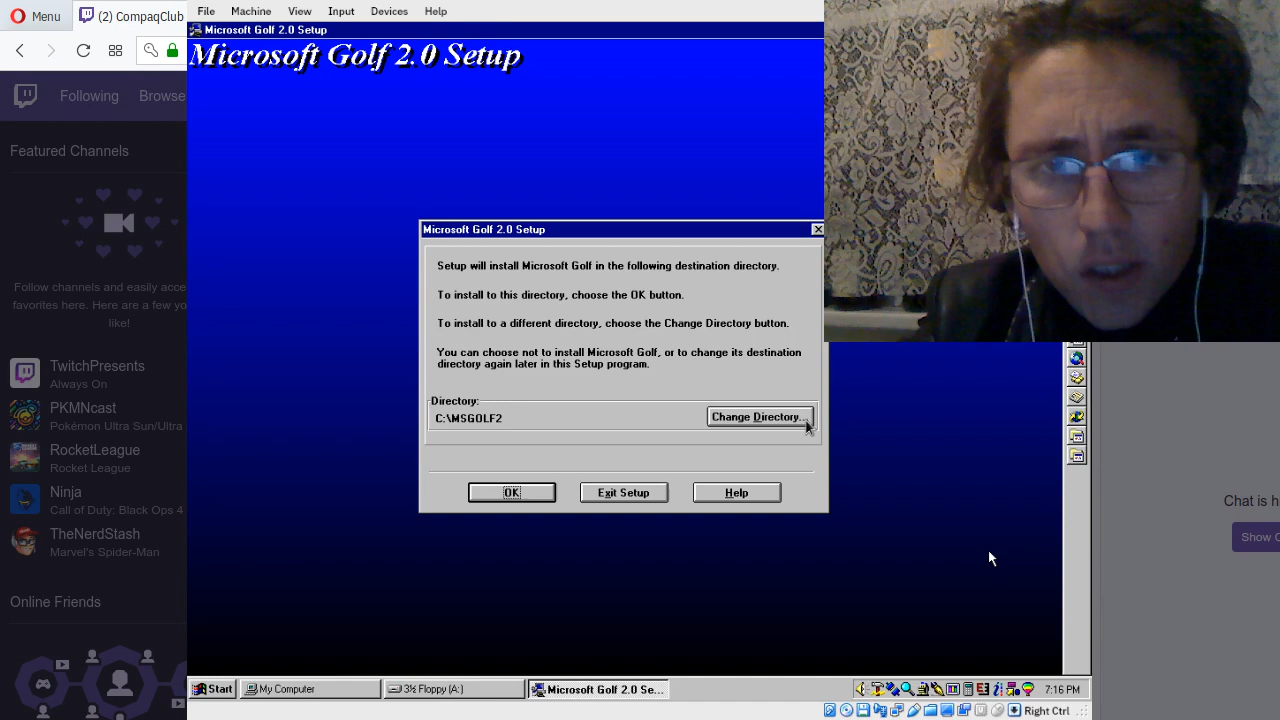 Menu
(2) CompaqClub
File Machine View Input Devices Help
Microsoft Golf 2.0 Setup
Microsoft Golf 2.0 Setup
Following Browse
Featured Channels
Follow channels and easily acce
favorites here. Here are a few yo
like!
TwitchPresents
Always On
PKMNcast
Pokémon Ultra Sun/Ultra
RocketLeague
Rocket League
Ninja
Call of Duty: Black Ops 4
TheNerdStash
Marvel's Spider-Man
Online Friends
Microsoft Golf 2.0 Setup
Setup will install Microsoft Golf in the following destination directory.
To install to this directory, choose the OK button.
To install to a different directory, choose the Change Directory button.
You can choose not to install Microsoft Golf, or to change its destination
directory again later in this Setup program.
Directory:
C:\MSGOLF2
Change Directory...
OK
Exit Setup
Help
Chat is h
Show C
Start
My Computer
3½ Floppy (A:)
Microsoft Golf 2.0 Se...
7:16 PM
Right Ctrl